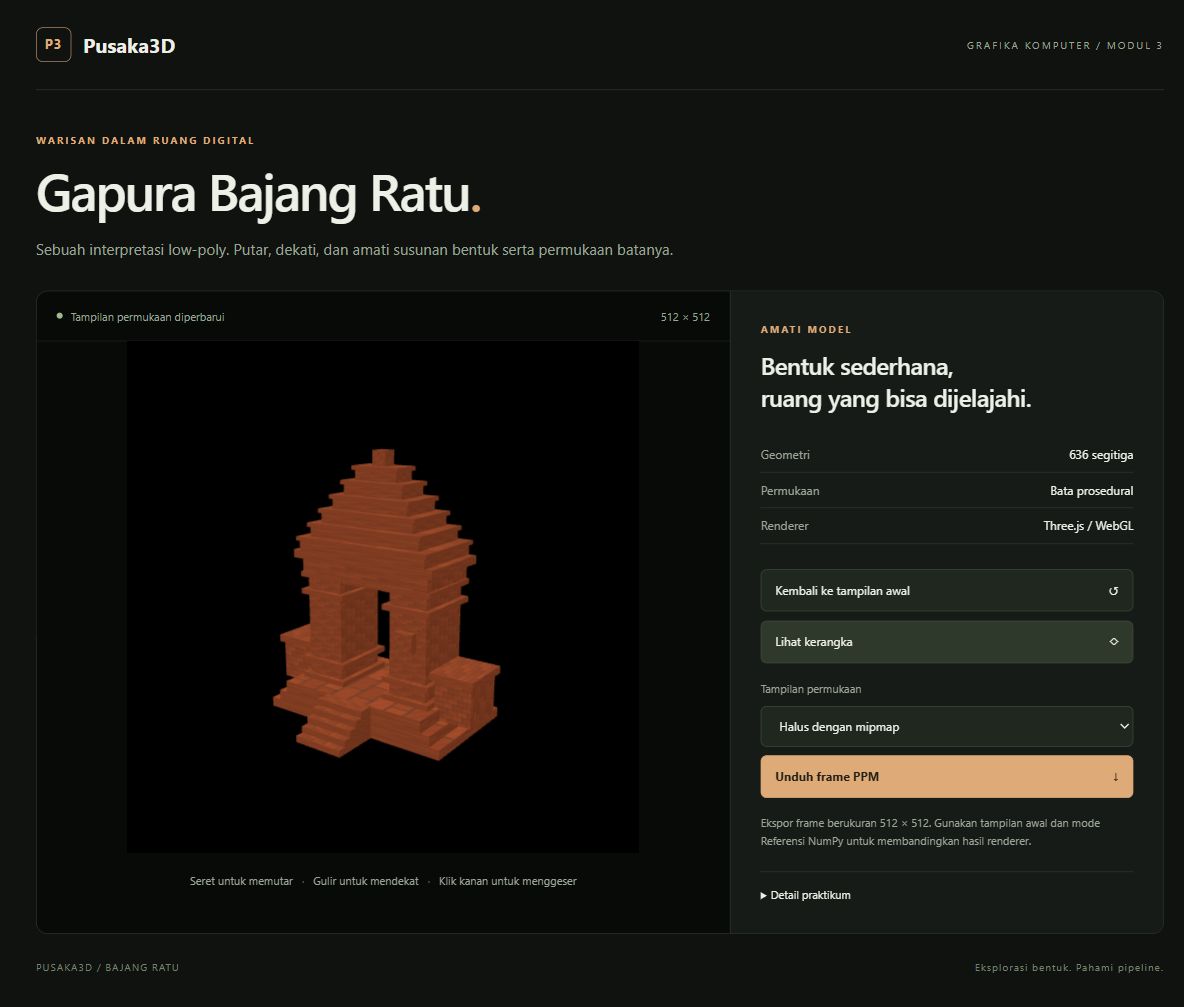 P3 Pusaka3D
GRAFIKA KOMPUTER / MODUL 3
WARISAN DALAM RUANG DIGITAL
Gapura Bajang Ratu.
Sebuah interpretasi low-poly. Putar, dekati, dan amati susunan bentuk serta permukaan batanya.
Tampilan permukaan diperbarui
512 × 512
Seret untuk memutar · Gulir untuk mendekat · Klik kanan untuk menggeser
AMATI MODEL
Bentuk sederhana,
ruang yang bisa dijelajahi.
Geometri 636 segitiga
Permukaan Bata prosedural
Renderer Three.js / WebGL
Kembali ke tampilan awal ↺
Lihat kerangka ◇
Tampilan permukaan
Halus dengan mipmap
Unduh frame PPM ↓
Ekspor frame berukuran 512 × 512. Gunakan tampilan awal dan mode
Referensi NumPy untuk membandingkan hasil renderer.
▶ Detail praktikum
PUSAKA3D / BAJANG RATU
Eksplorasi bentuk. Pahami pipeline.